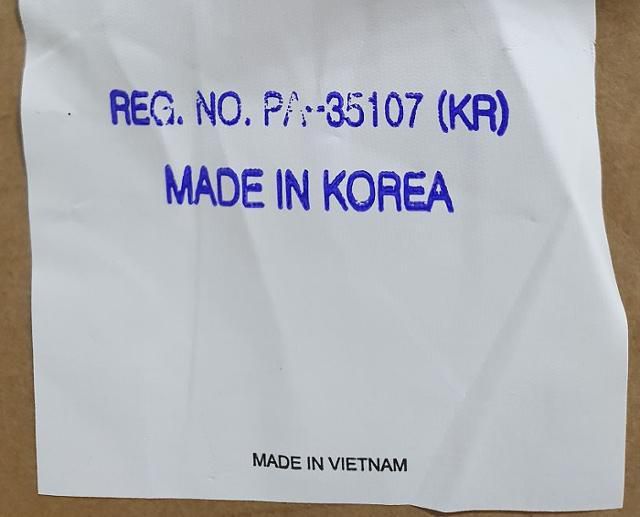 REG. NO. PA-35107 (KR)
MADE IN KOREA
MADE IN VIETNAM